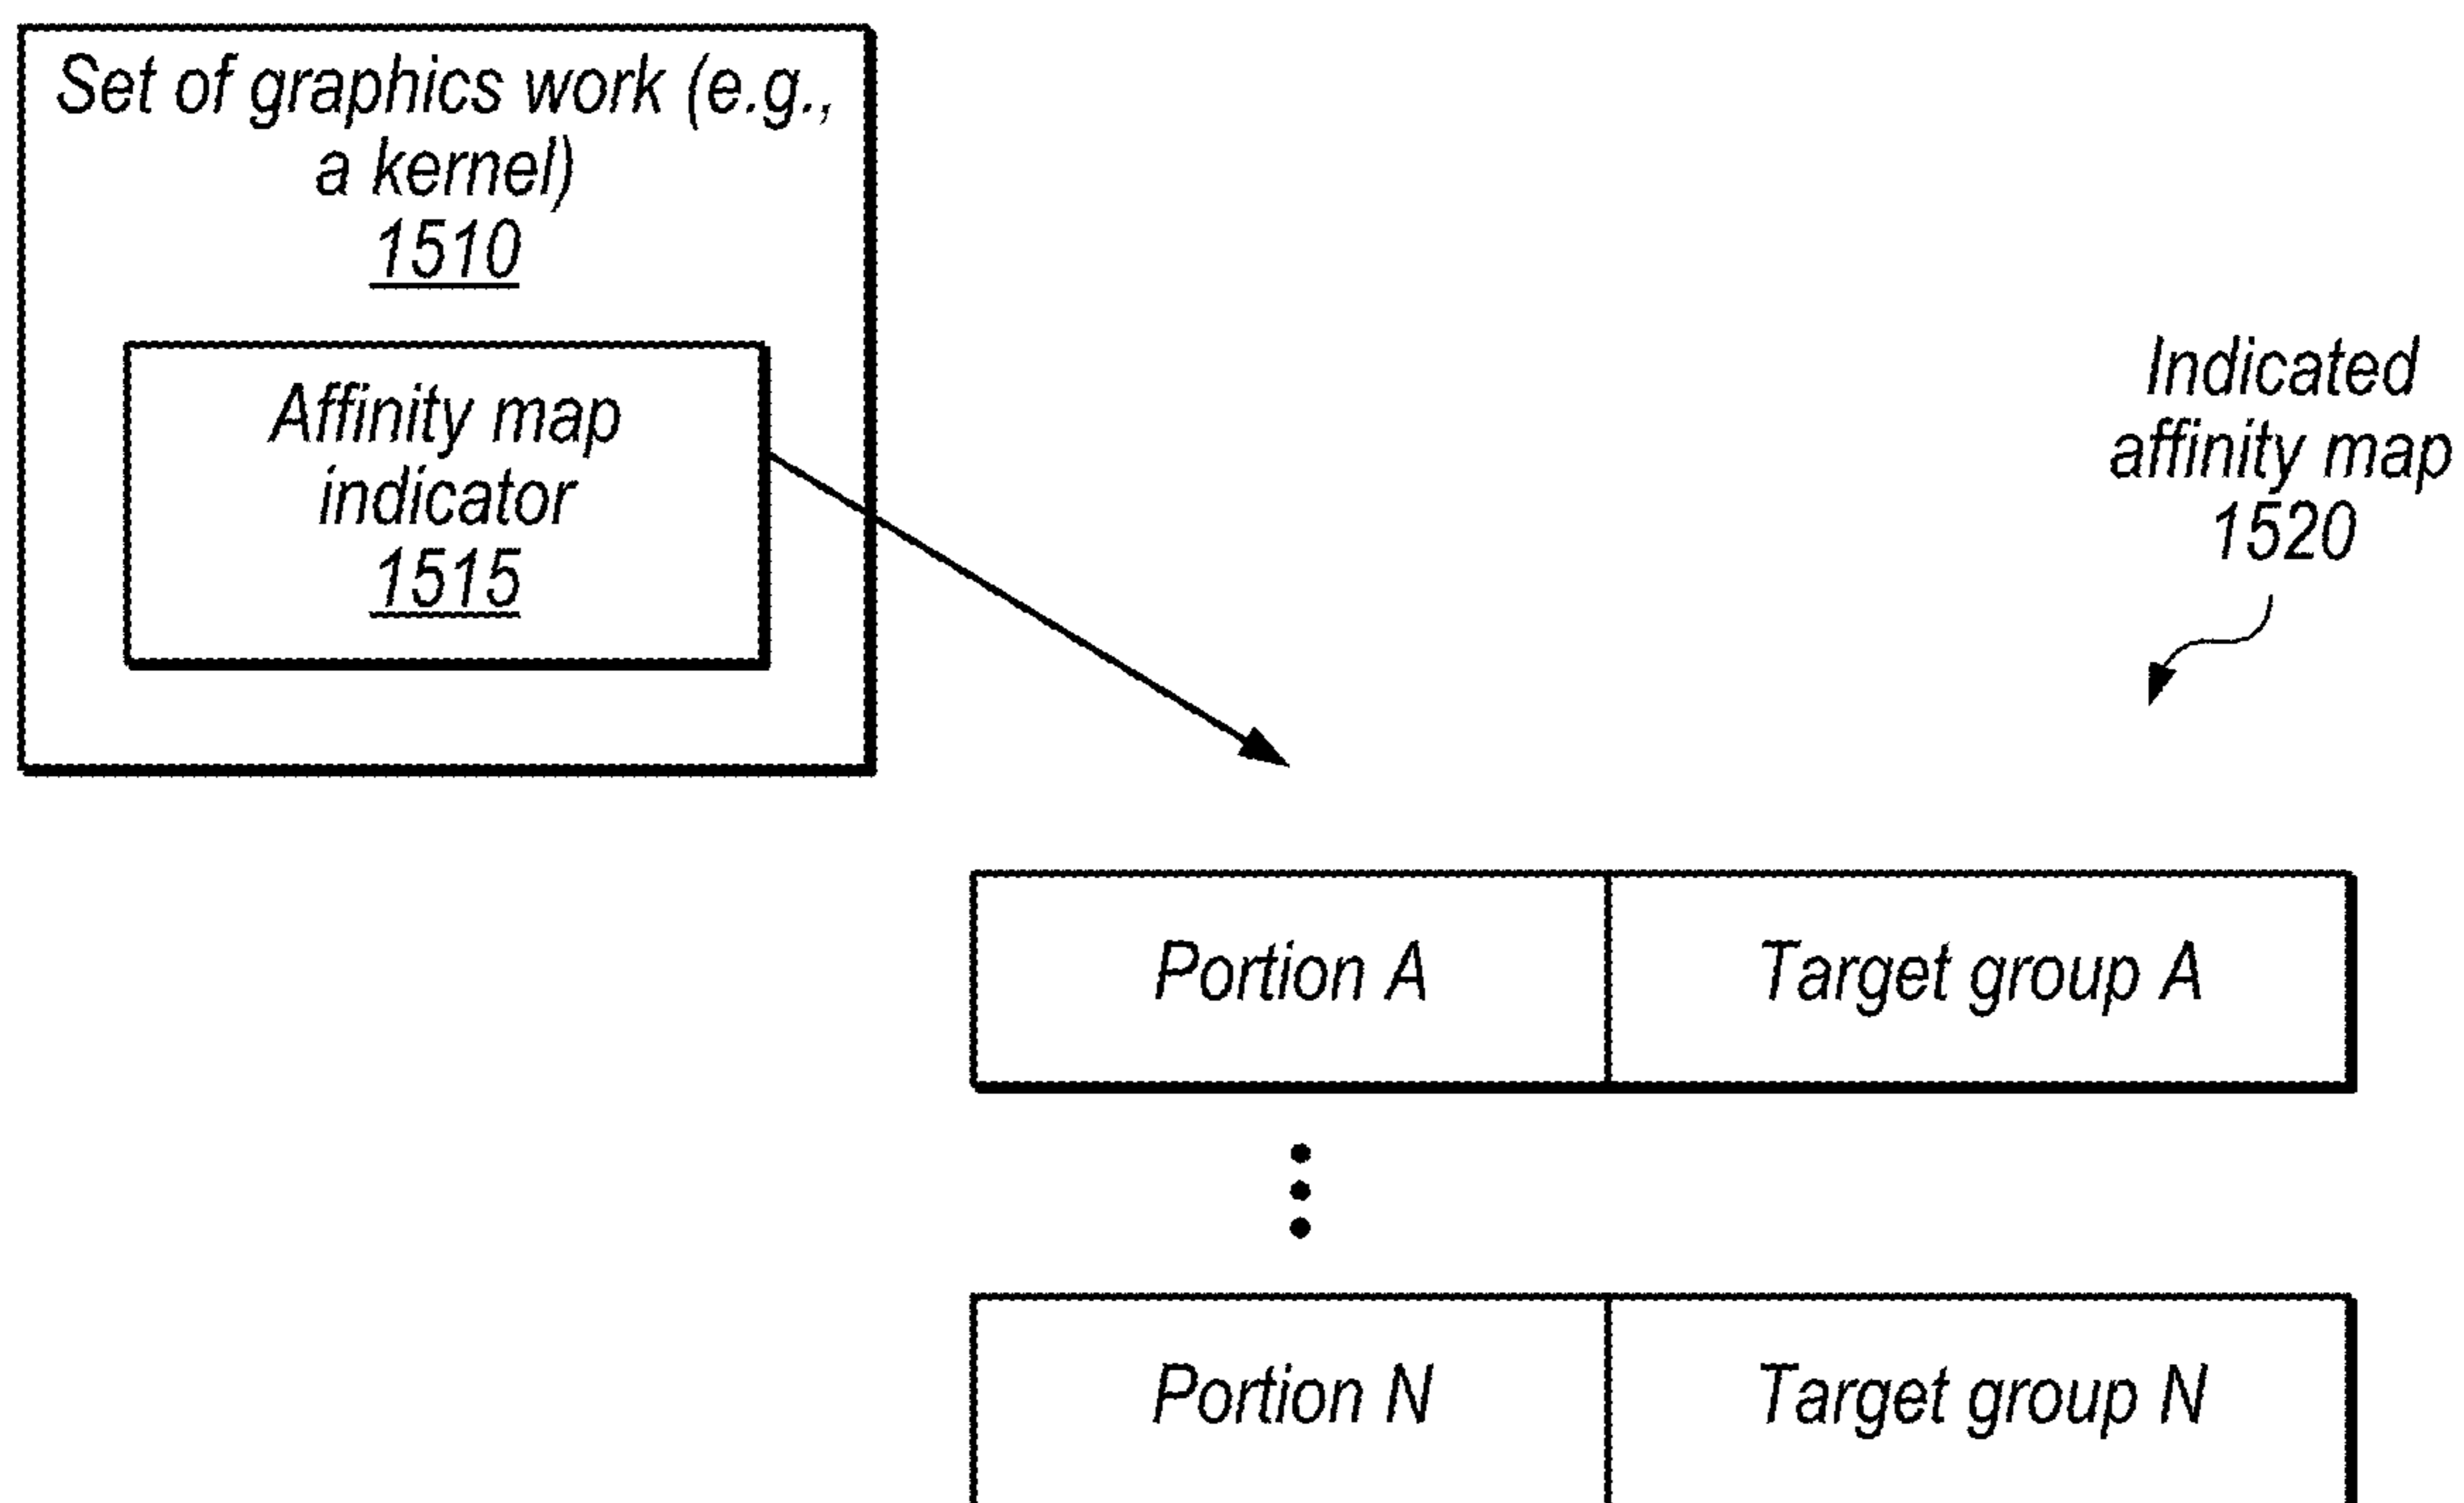 Set of graphics work (e.g.,
a kernel)
1510
Affinity map
indicator
1515
Indicated
affinity map
1520
Portion A
Target group A
Portion N
Target group N